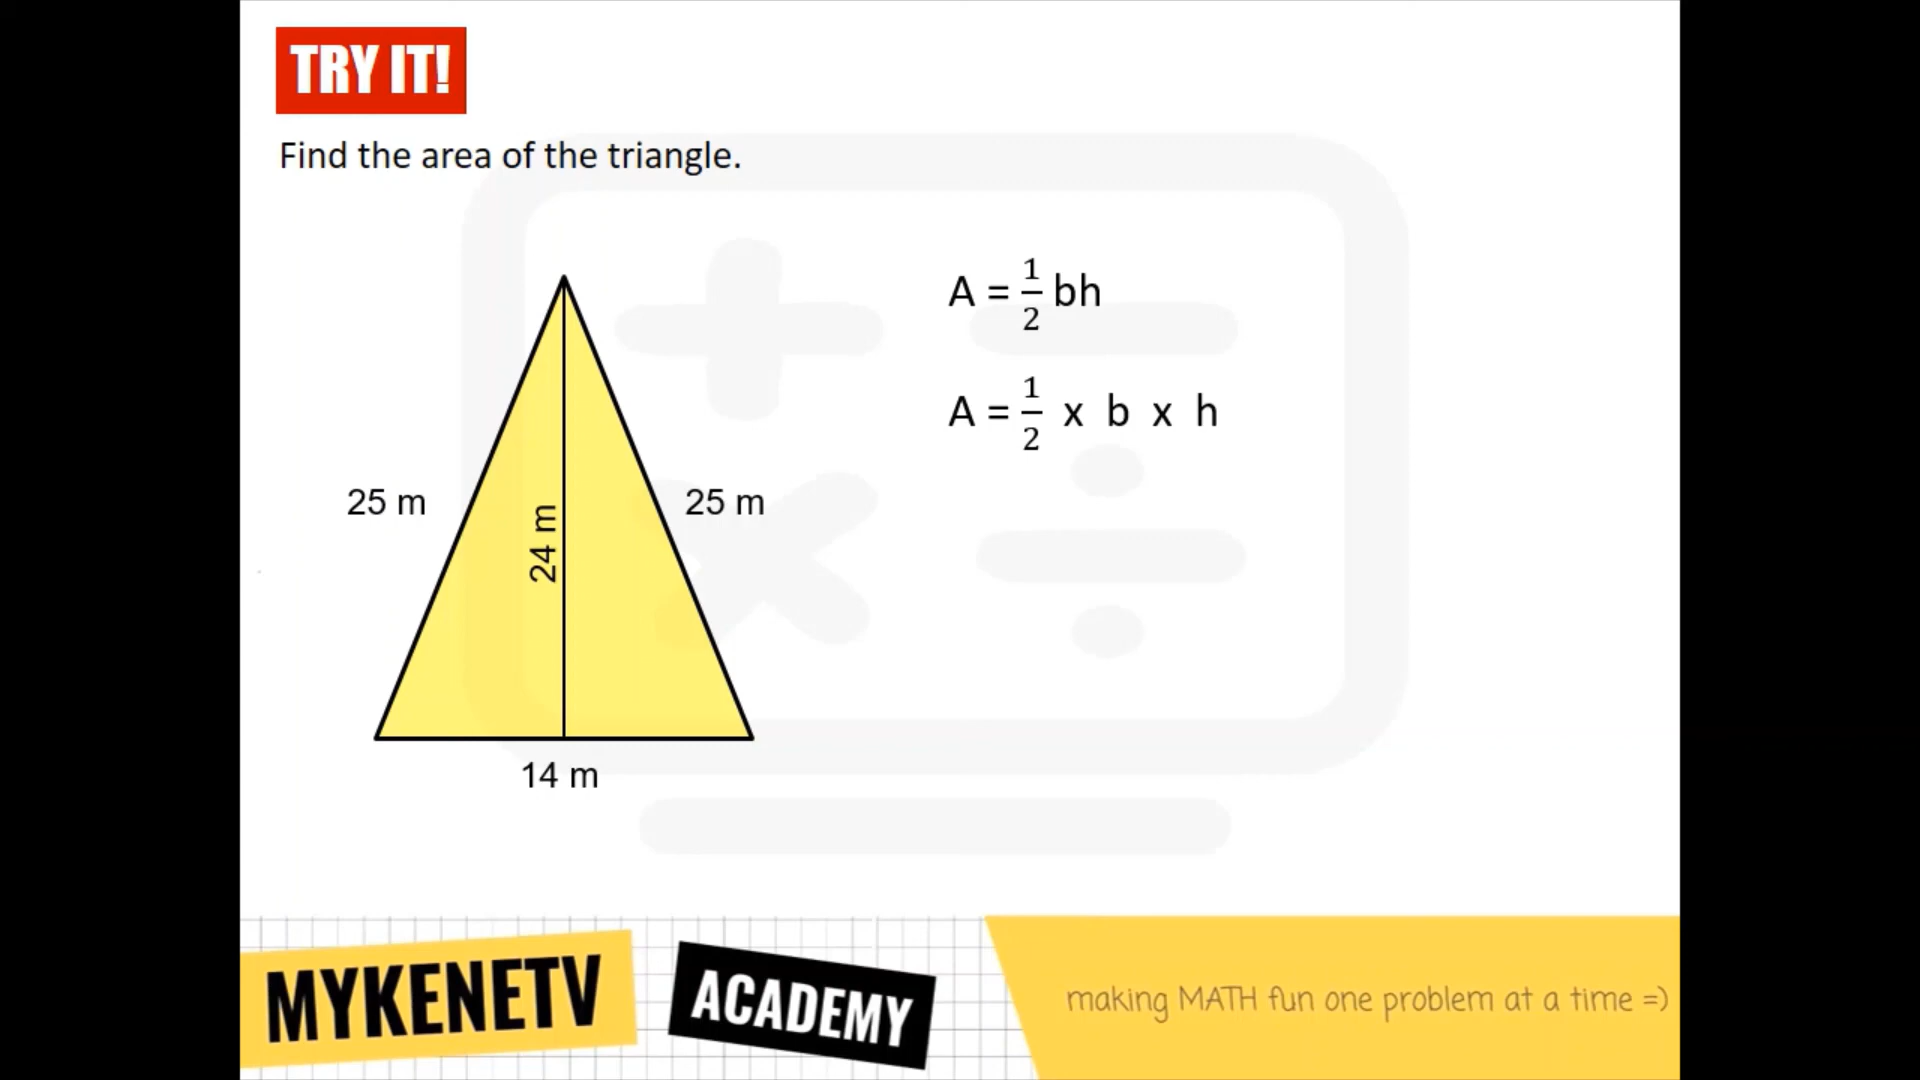 TRY IT!
Find the area of the triangle.
A = 1/2 bh
A = 1/2 x b x h
25 m
24 m
25 m
14 m
MYKENETV
ACADEMY
making MATH fun one problem at a time =)